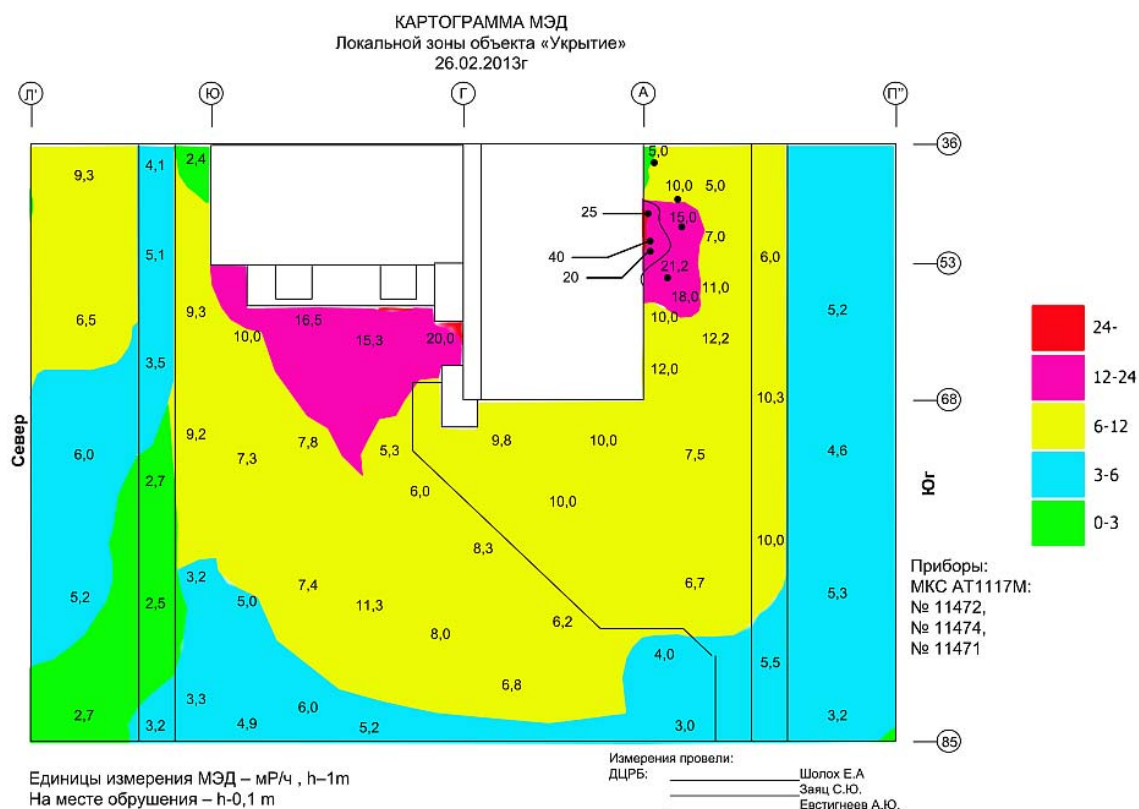 КАРТОГРАММА МЭД
Локальной зоны объекта «Укрытие»
26.02.2013г
Л' Ю Г А П"
36
9,3 4,1 2,4 5,0
10,0 5,0
25 15,0
7,0
5,1 40 6,0
53
20 21,2
18,0 11,0
6,5 9,3 10,0 16,5 15,3 20,0 10,0 12,2 5,2
24-
3,5 12,0
12-24
68
10,3
6-12
Север
9,2 7,3 7,8 5,3 9,8 10,0 7,5 4,6
6,0
3-6
2,7 6,0 10,0
Юг
0-3
8,3 10,0
3,2 7,4 6,7
5,2 2,5 5,0 11,3 6,2 5,3
8,0
4,0 5,5
6,8
2,7 3,2 3,3 4,9 6,0 5,2 3,0 3,2
85
Приборы:
МКС АТ1117М:
№ 11472,
№ 11474,
№ 11471
Единицы измерения МЭД – мР/ч , h–1m
На месте обрушения – h-0,1 m
Измерения провели:
ДЦРБ: Шолох Е.А
Заяц С.Ю.
Евстигнеев А.Ю.